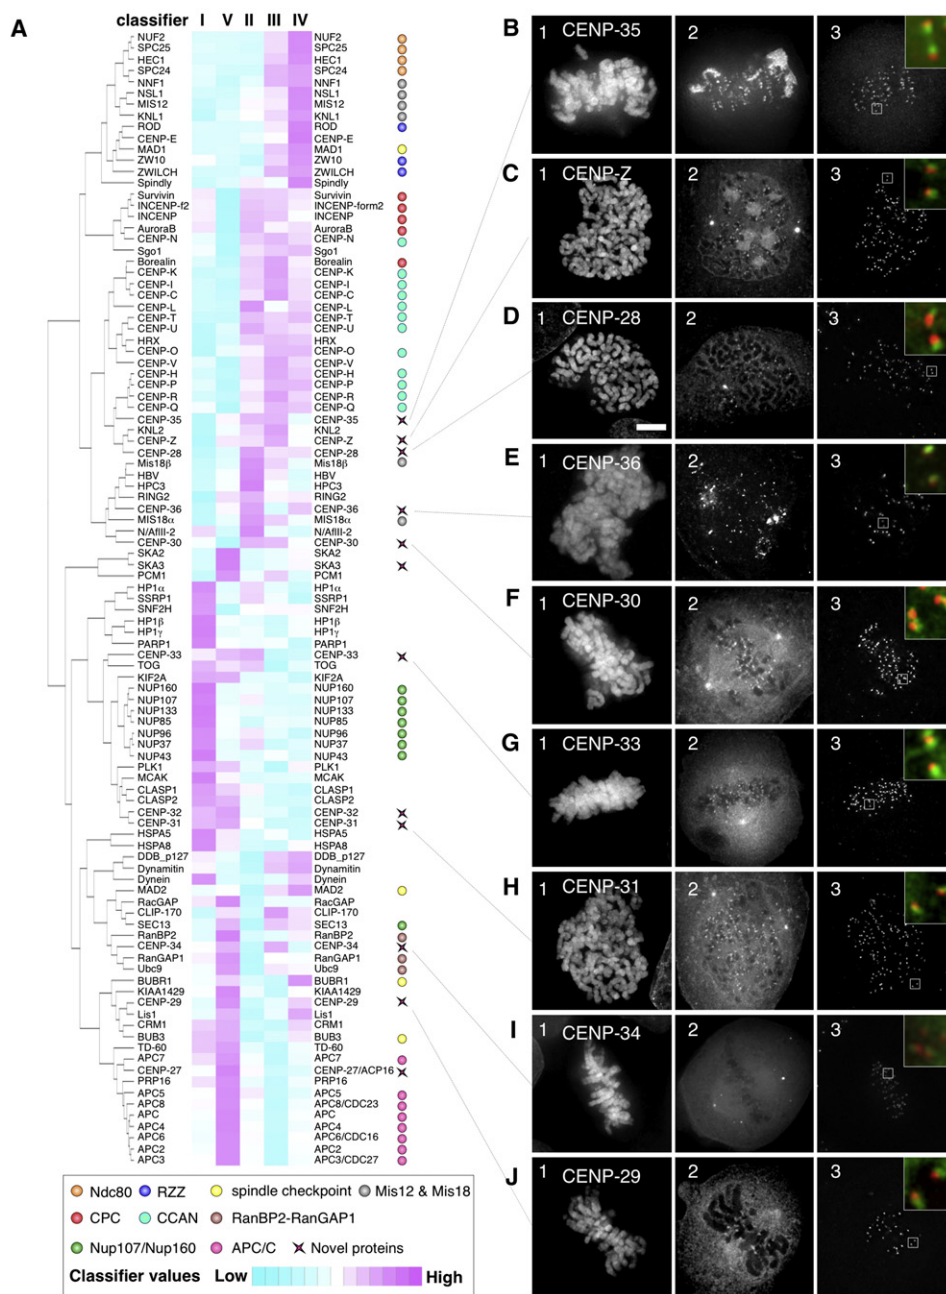 A
classifier I V II III IV
NUF2 NUF2
SPC25 SPC25
HEC1 HEC1
SPC24 SPC24
NNF1 NNF1
NSL1 NSL1
MIS12 MIS12
KNL1 KNL1
ROD ROD
CENP-E CENP-E
MAD1 MAD1
ZW10 ZW10
ZWILCH ZWILCH
Spindly Spindly
Survivin Survivin
INCENP-f2 INCENP-form2
INCENP INCENP
AuroraB AuroraB
CENP-N CENP-N
Sgo1 Sgo1
Borealin Borealin
CENP-K CENP-K
CENP-I CENP-I
CENP-C CENP-C
CENP-L CENP-L
CENP-T CENP-T
CENP-U CENP-U
HRX HRX
CENP-O CENP-O
CENP-V CENP-V
CENP-H CENP-H
CENP-P CENP-P
CENP-R CENP-R
CENP-Q CENP-Q
CENP-35 CENP-35
KNL2 KNL2
CENP-Z CENP-Z
CENP-28 CENP-28
Mis18β Mis18β
HBV HBV
HPC3 HPC3
RING2 RING2
CENP-36 CENP-36
MIS18α MIS18α
N/AfIII-2 N/AfIII-2
CENP-30 CENP-30
SKA2 SKA2
SKA3 SKA3
PCM1 PCM1
HP1α HP1α
SSRP1 SSRP1
SNF2H SNF2H
HP1β HP1β
HP1γ HP1γ
PARP1 PARP1
CENP-33 CENP-33
TOG TOG
KIF2A KIF2A
NUP160 NUP160
NUP107 NUP107
NUP133 NUP133
NUP85 NUP85
NUP96 NUP96
NUP37 NUP37
NUP43 NUP43
PLK1 PLK1
MCAK MCAK
CLASP1 CLASP1
CLASP2 CLASP2
CENP-32 CENP-32
CENP-31 CENP-31
HSPA5 HSPA5
HSPA8 HSPA8
DDB_p127 DDB_p127
Dynamitin Dynamitin
Dynein Dynein
MAD2 MAD2
RacGAP RacGAP
CLIP-170 CLIP-170
SEC13 SEC13
RanBP2 RanBP2
CENP-34 CENP-34
RanGAP1 RanGAP1
Ubc9 Ubc9
BUBR1 BUBR1
KIAA1429 KIAA1429
CENP-29 CENP-29
Lis1 Lis1
CRM1 CRM1
BUB3 BUB3
TD-60 TD-60
APC7 APC7
CENP-27 CENP-27/ACP16
PRP16 PRP16
APC5 APC5
APC8 APC8/CDC23
APC APC
APC4 APC4
APC6 APC6/CDC16
APC2 APC2
APC3 APC3/CDC27
Ndc80 RZZ spindle checkpoint Mis12 & Mis18
CPC CCAN RanBP2-RanGAP1
Nup107/Nup160 APC/C Novel proteins
Classifier values Low High
B 1 CENP-35 2 3
C 1 CENP-Z 2 3
D 1 CENP-28 2 3
E 1 CENP-36 2 3
F 1 CENP-30 2 3
G 1 CENP-33 2 3
H 1 CENP-31 2 3
I 1 CENP-34 2 3
J 1 CENP-29 2 3